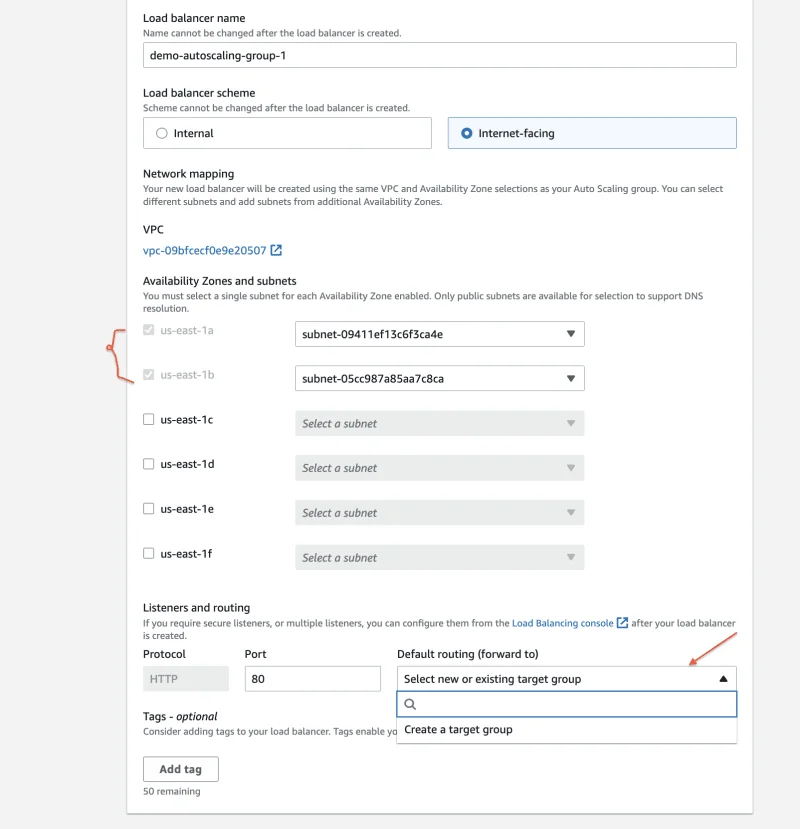 Load balancer name
Name cannot be changed after the load balancer is created.
demo-autoscaling-group-1
Load balancer scheme
Scheme cannot be changed after the load balancer is created.
Internal
Internet-facing
Network mapping
Your new load balancer will be created using the same VPC and Availability Zone selections as your Auto Scaling group. You can select
different subnets and add subnets from additional Availability Zones.
VPC
vpc-09bfcecf0e9e20507
Availability Zones and subnets
You must select a single subnet for each Availability Zone enabled. Only public subnets are available for selection to support DNS
resolution.
us-east-1a
subnet-09411ef13c6f3ca4e
us-east-1b
subnet-05cc987a85aa7c8ca
us-east-1c
Select a subnet
us-east-1d
Select a subnet
us-east-1e
Select a subnet
us-east-1f
Select a subnet
Listeners and routing
If you require secure listeners, or multiple listeners, you can configure them from the Load Balancing console after your load balancer
is created.
Protocol
Port
Default routing (forward to)
HTTP
80
Select new or existing target group
Create a target group
Tags - optional
Consider adding tags to your load balancer. Tags enable yo
Add tag
50 remaining